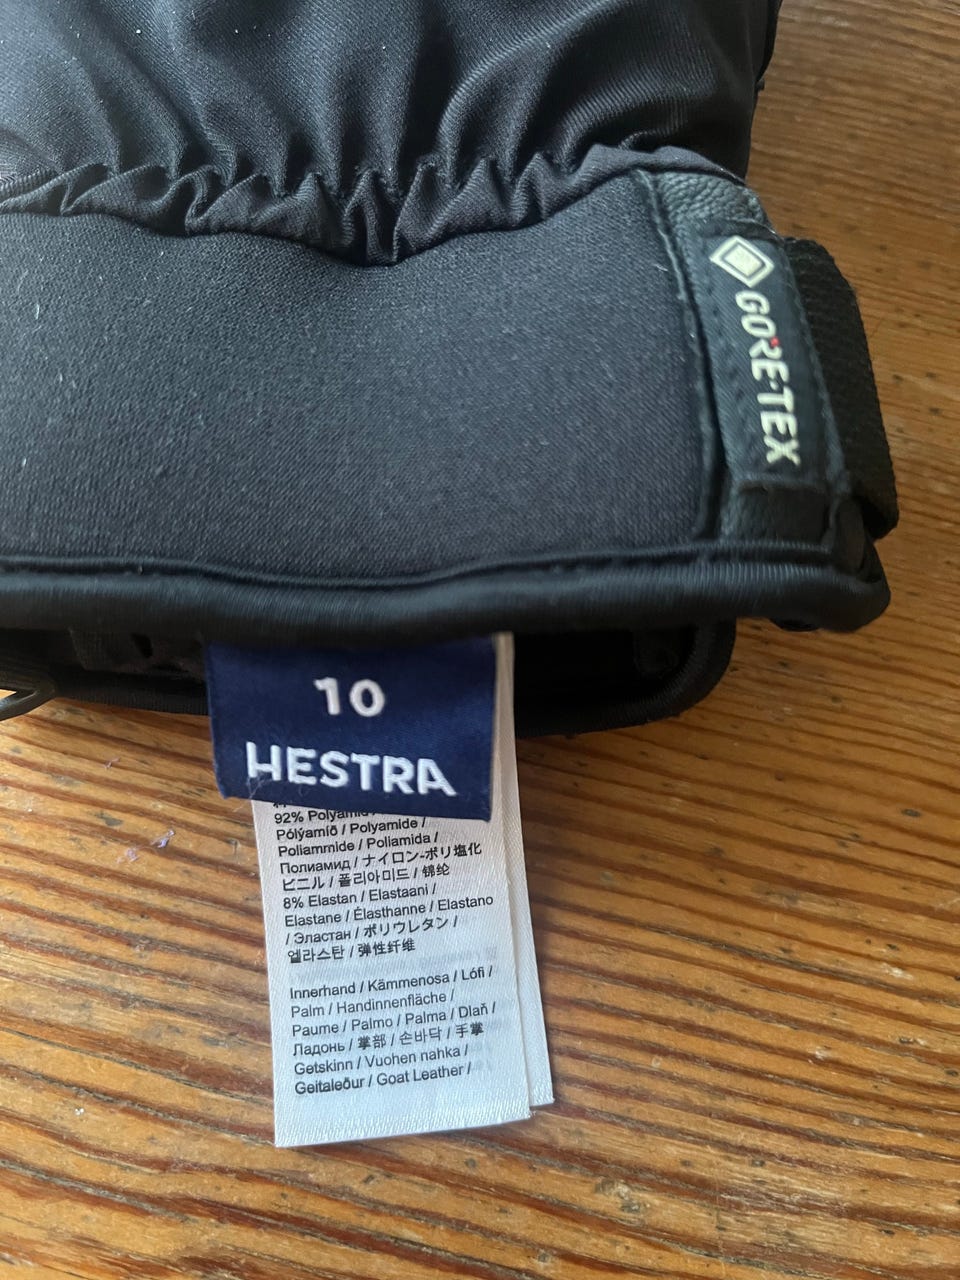 GORE-TEX
10
HESTRA
92% Polyamid
Pólýamíð / Polyamide /
Poliammide / Poliamida /
Полиамид / ナイロン-ポリ塩化
ビニル / 폴리아미드 / 锦纶
8% Elastan / Elastaani /
Elastane / Élasthanne / Elastano
/ Эластан / ポリウレタン /
엘라스탄 / 弹性纤维
Innerhand / Kämmenosa / Lófi /
Palm / Handinnenfläche /
Paume / Palmo / Palma / Dlaň /
Ладонь / 掌部 / 손바닥 / 手掌
Getskinn / Vuohen nahka /
Geitaleður / Goat Leather /